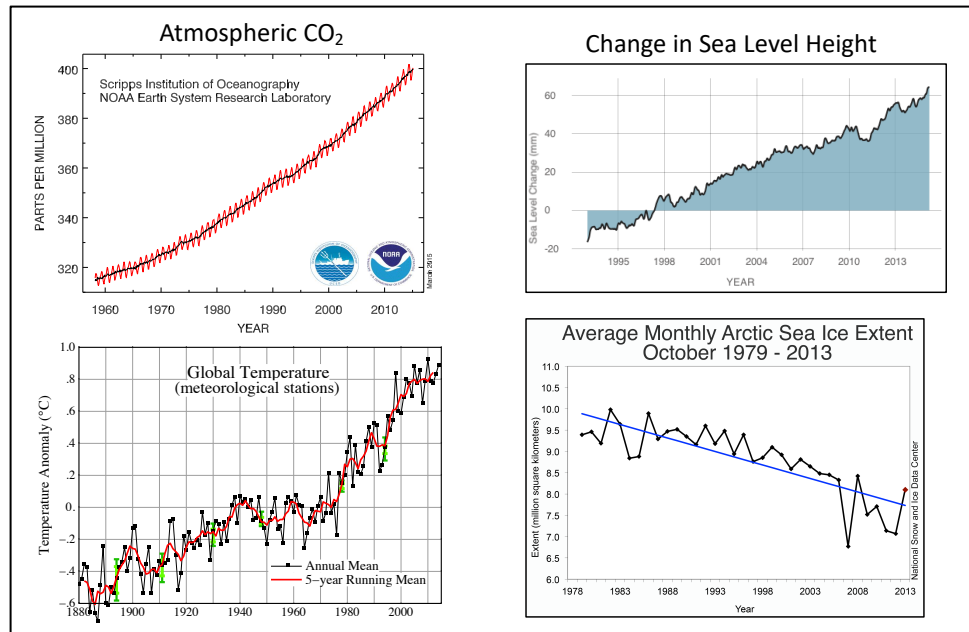 Atmospheric CO₂
400
380
360
340
320
PARTS PER MILLION
Scripps Institution of Oceanography
NOAA Earth System Research Laboratory
NOAA
March 2015
1960 1970 1980 1990 2000 2010
YEAR
Change in Sea Level Height
60
40
20
0
-20
Sea Level Change (mm)
1995 1998 2001 2004 2007 2010 2013
YEAR
1.0
.8
.6
.4
.2
0.
-.2
-.4
-.6
Temperature Anomaly (°C)
Global Temperature
(meteorological stations)
Annual Mean
5-year Running Mean
1880 1900 1920 1940 1960 1980 2000
Average Monthly Arctic Sea Ice Extent
October 1979 - 2013
11.0
10.5
10.0
9.5
9.0
8.5
8.0
7.5
7.0
6.5
6.0
Extent (million square kilometers)
National Snow and Ice Data Center
1978 1983 1988 1993 1998 2003 2008 2013
Year